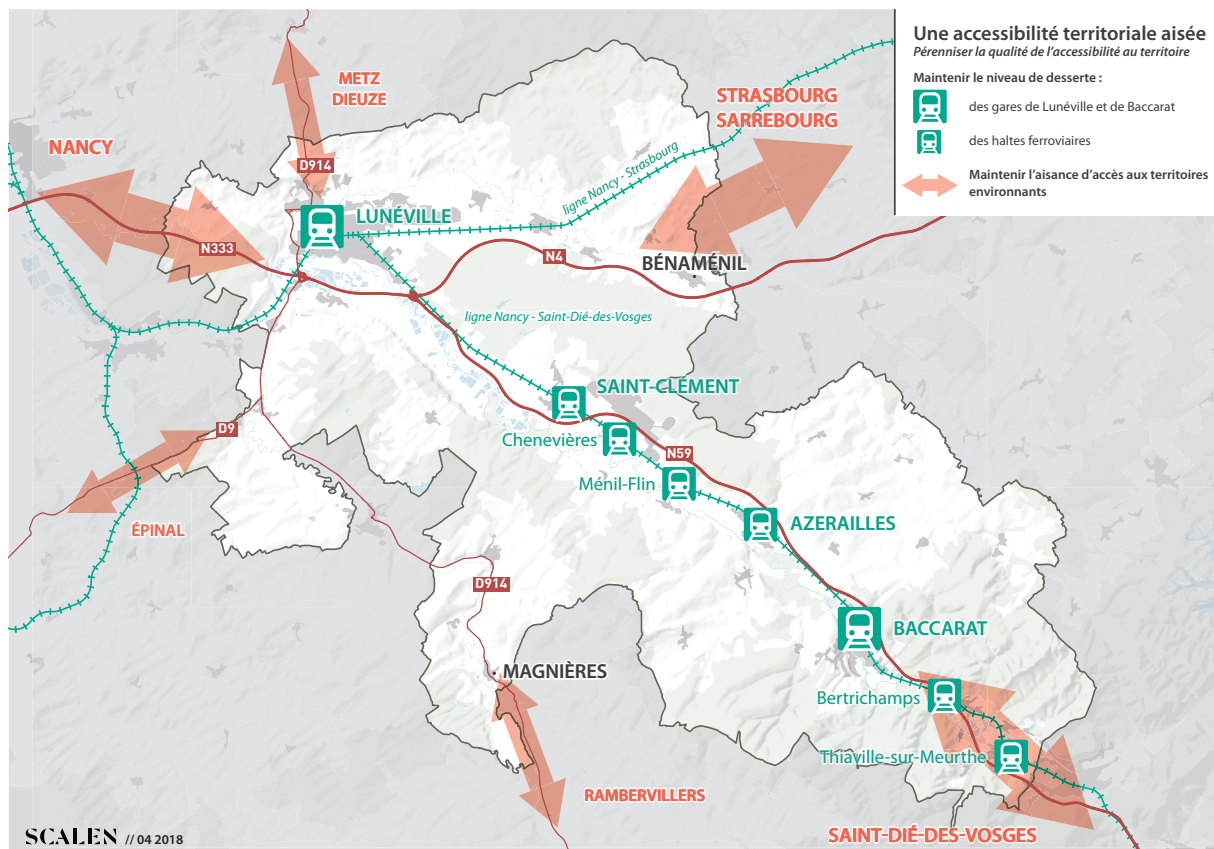 Une accessibilité territoriale aisée
Pérenniser la qualité de l'accessibilité au territoire
Maintenir le niveau de desserte :
des gares de Lunéville et de Baccarat
des haltes ferroviaires
Maintenir l'aisance d'accès aux territoires
environnants
METZ
DIEUZE
STRASBOURG
SARREBOURG
NANCY
D914
ligne Nancy - Strasbourg
LUNÉVILLE
N333
N4
BÉNAMÉNIL
ligne Nancy - Saint-Dié-des-Vosges
SAINT-CLÉMENT
D9
Chenevières
N59
Ménil-Flin
AZERAILLES
ÉPINAL
D914
BACCARAT
MAGNIÈRES
Bertrichamps
Thiaville-sur-Meurthe
RAMBERVILLERS
SAINT-DIÉ-DES-VOSGES
SCALEN // 04 2018